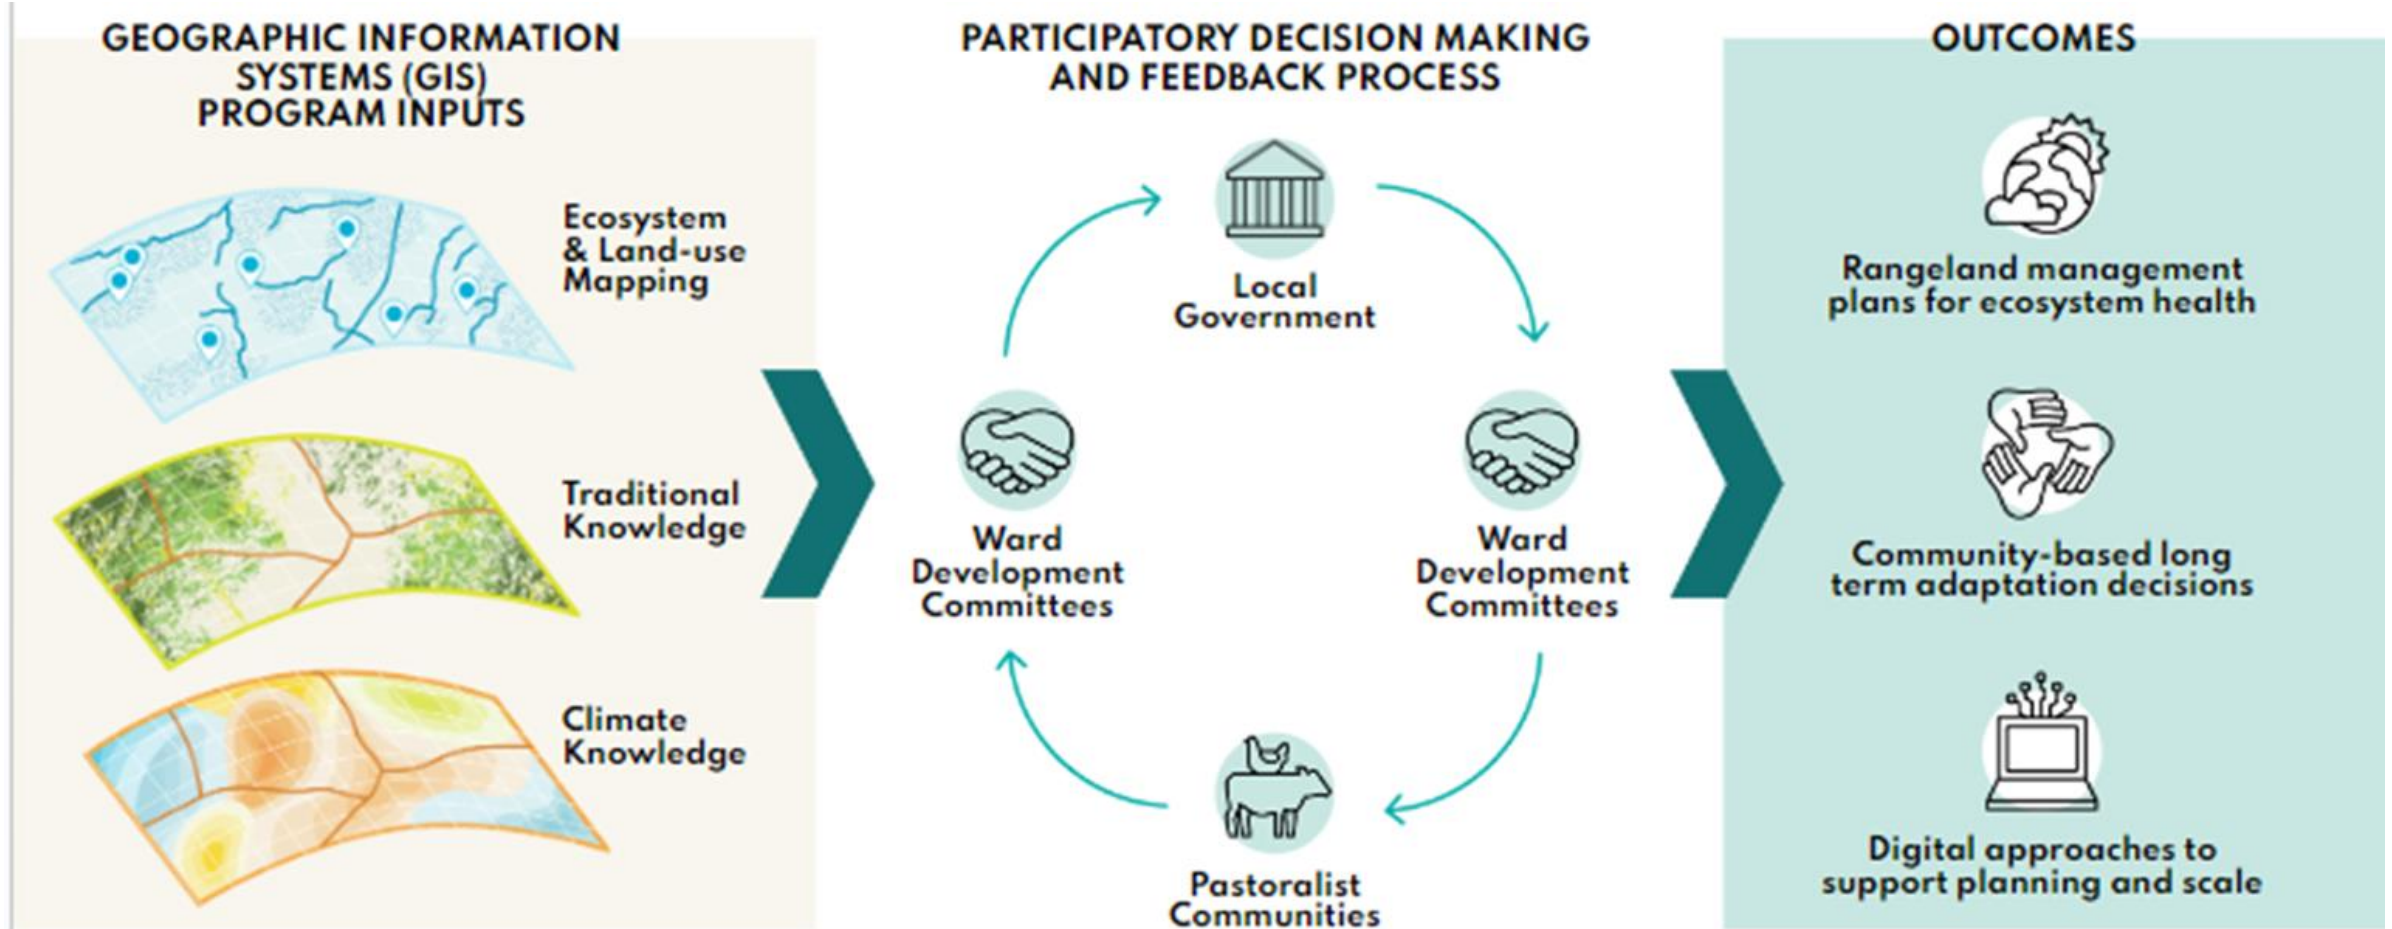 GEOGRAPHIC INFORMATION
SYSTEMS (GIS)
PROGRAM INPUTS
Ecosystem
& Land-use
Mapping
Traditional
Knowledge
Climate
Knowledge
PARTICIPATORY DECISION MAKING
AND FEEDBACK PROCESS
Local
Government
Ward
Development
Committees
Ward
Development
Committees
Pastoralist
Communities
OUTCOMES
Rangeland management
plans for ecosystem health
Community-based long
term adaptation decisions
Digital approaches to
support planning and scale